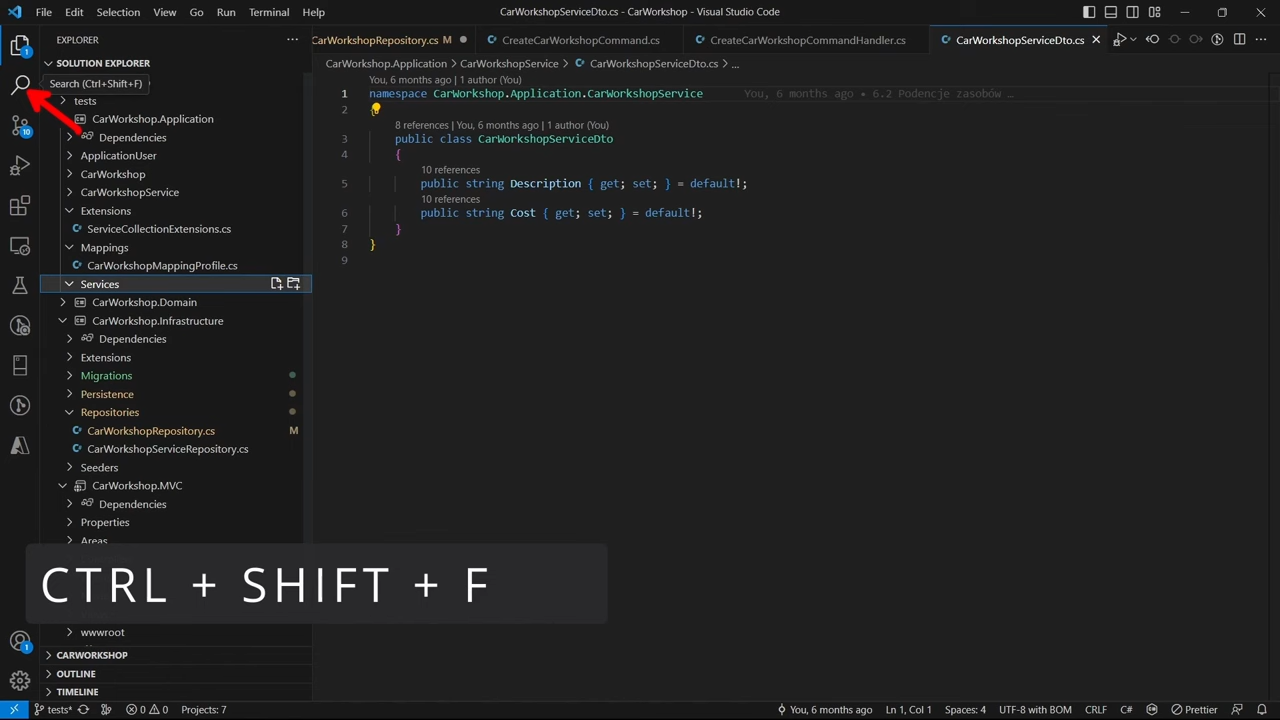 File Edit Selection View Go Run Terminal Help
CarWorkshopServiceDto.cs - CarWorkshop - Visual Studio Code
EXPLORER
CarWorkshopRepository.cs M
CreateCarWorkshopCommand.cs
CreateCarWorkshopCommandHandler.cs
CarWorkshopServiceDto.cs
1
SOLUTION EXPLORER
Search (Ctrl+Shift+F)
tests
CarWorkshop.Application
10
Dependencies
ApplicationUser
CarWorkshop
CarWorkshopService
Extensions
ServiceCollectionExtensions.cs
Mappings
CarWorkshopMappingProfile.cs
Services
CarWorkshop.Domain
CarWorkshop.Infrastructure
Dependencies
Extensions
Migrations
Persistence
Repositories
CarWorkshopRepository.cs M
CarWorkshopServiceRepository.cs
Seeders
CarWorkshop.MVC
Dependencies
Properties
Areas
wwwroot
CARWORKSHOP
OUTLINE
TIMELINE
1
CarWorkshop.Application > CarWorkshopService > CarWorkshopServiceDto.cs > ...
You, 6 months ago | 1 author (You)
1 namespace CarWorkshop.Application.CarWorkshopService You, 6 months ago • 6.2 Podencje zasobów …
2 {
8 references | You, 6 months ago | 1 author (You)
3 public class CarWorkshopServiceDto
4 {
10 references
5 public string Description { get; set; } = default!;
10 references
6 public string Cost { get; set; } = default!;
7 }
8 }
9
CTRL + SHIFT + F
tests* 0 0 Projects: 7
You, 6 months ago Ln 1, Col 1 Spaces: 4 UTF-8 with BOM CRLF C# Prettier